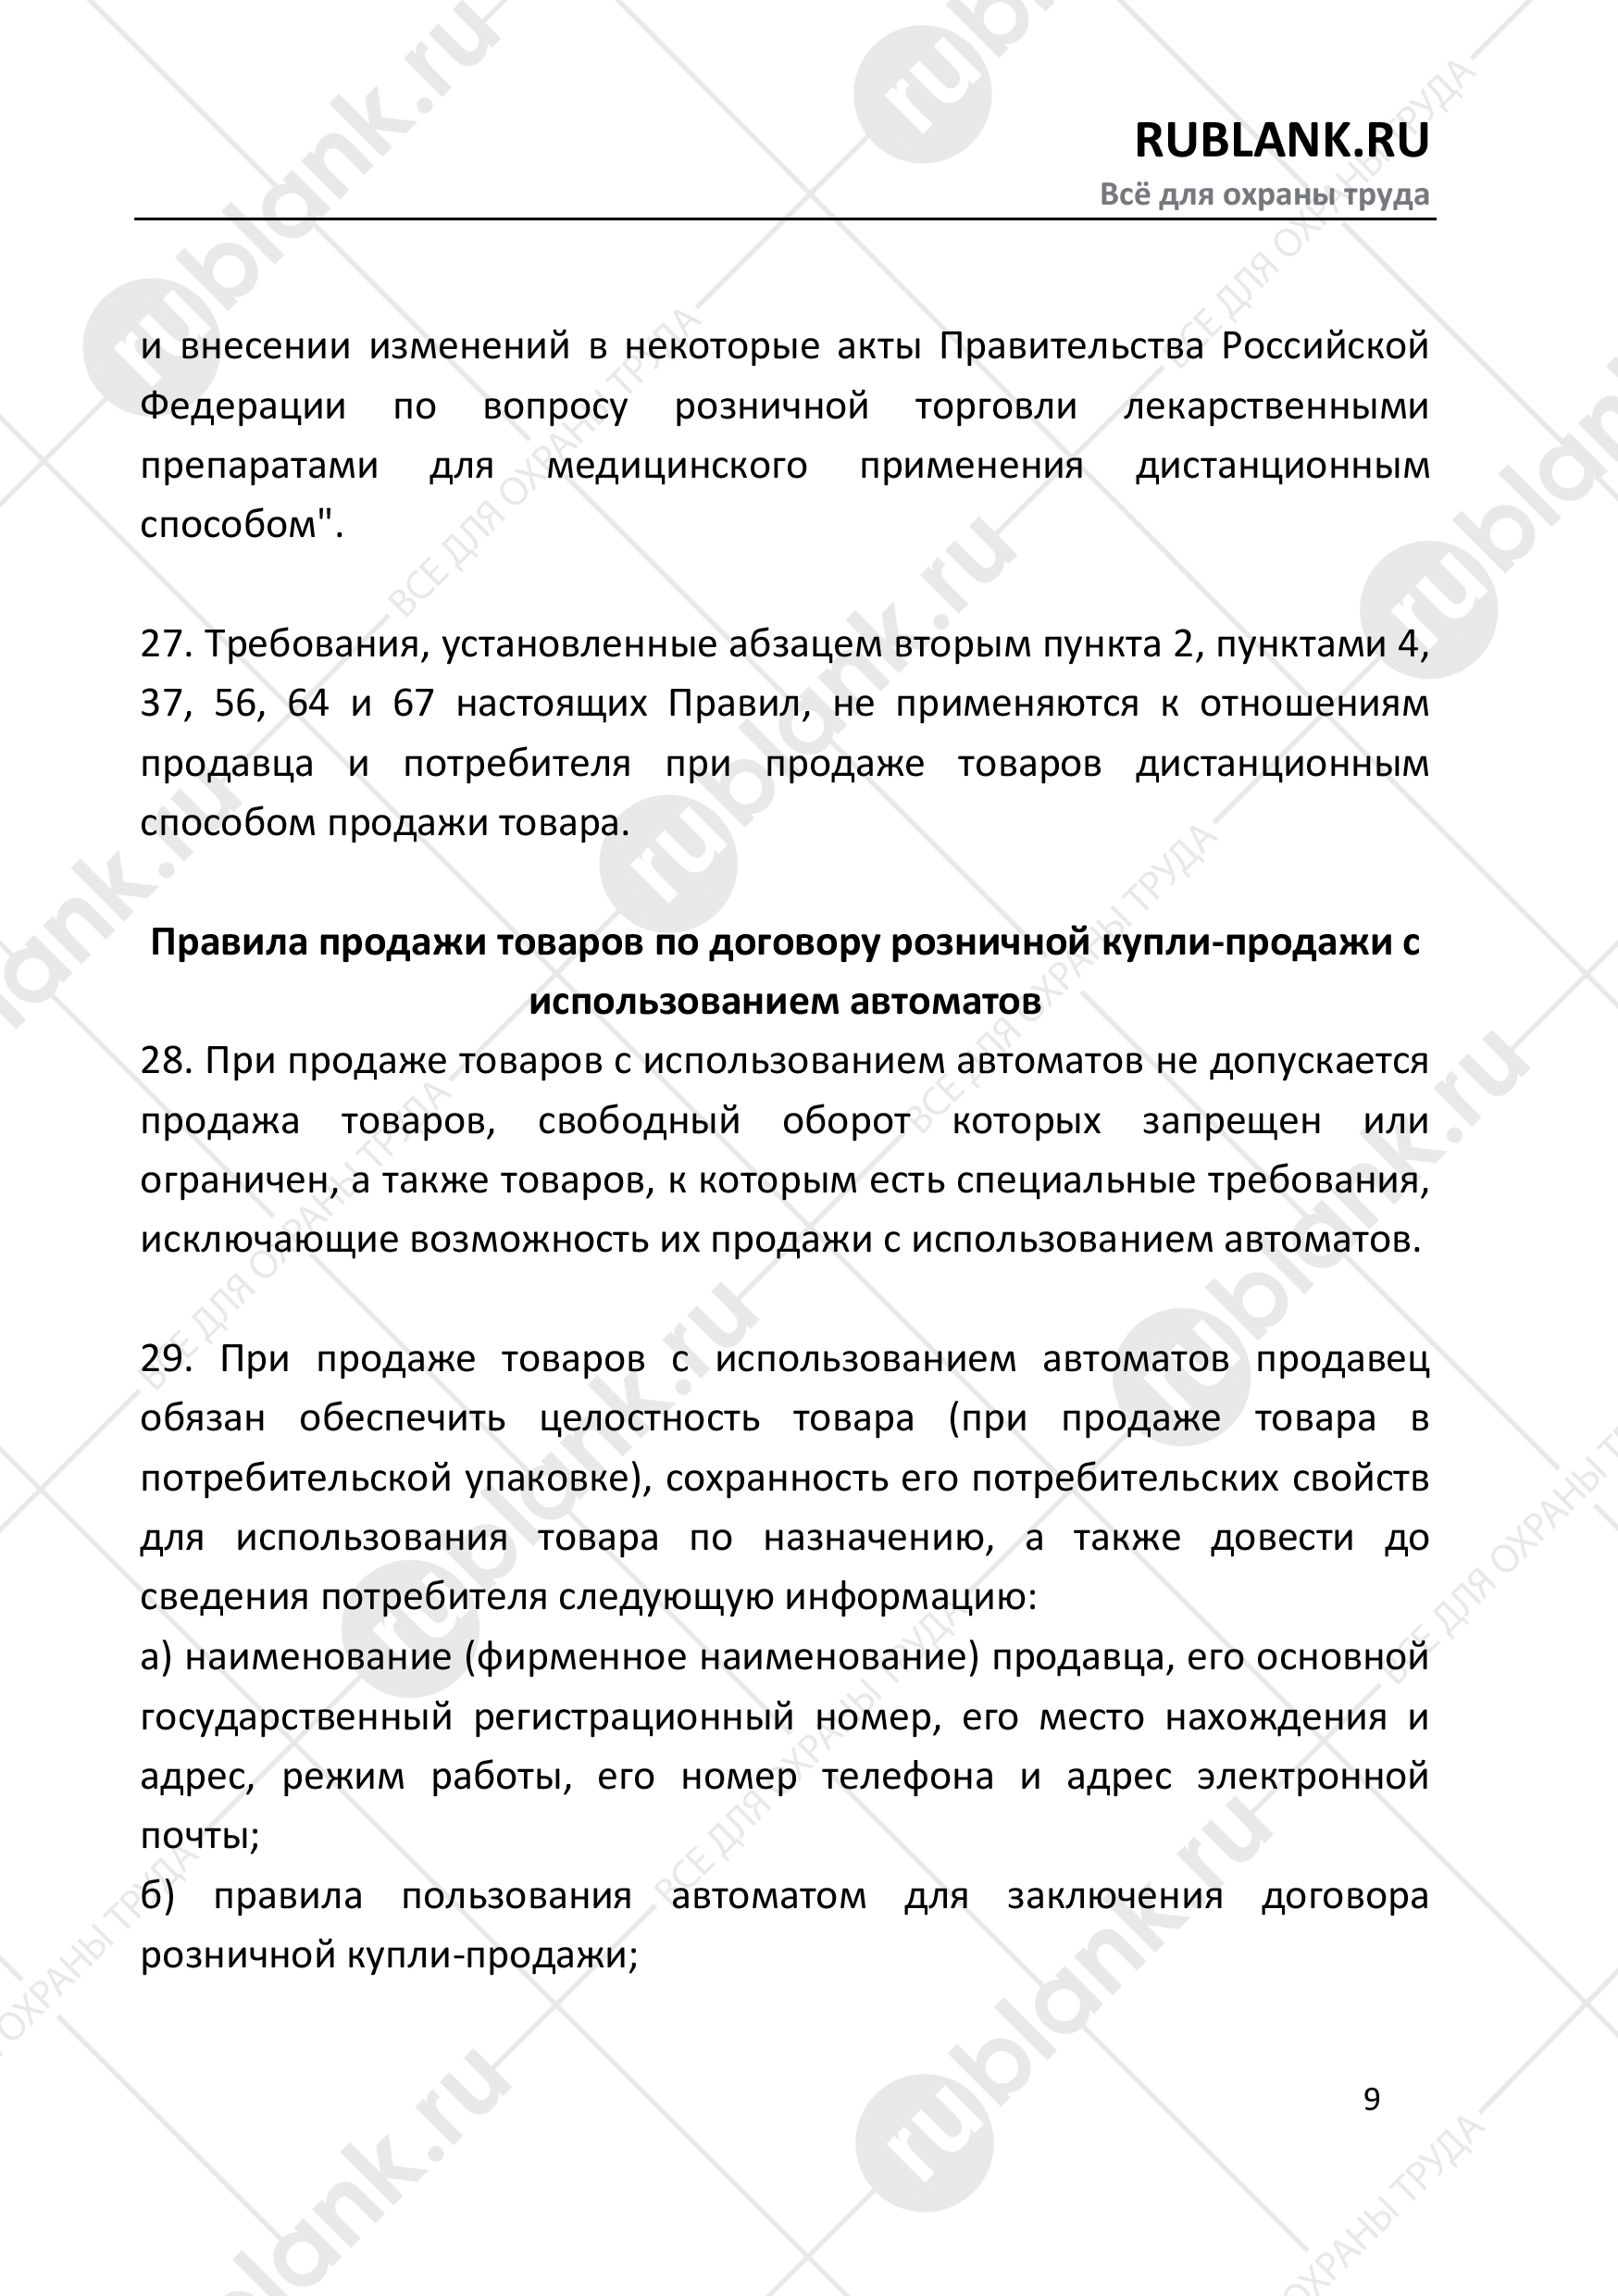 RUBLANK.RU
Всё для охраны труда
и внесении изменений в некоторые акты Правительства Российской
Федерации по вопросу розничной торговли лекарственными
препаратами для медицинского применения дистанционным
способом".
27. Требования, установленные абзацем вторым пункта 2, пунктами 4,
37, 56, 64 и 67 настоящих Правил, не применяются к отношениям
продавца и потребителя при продаже товаров дистанционным
способом продажи товара.
Правила продажи товаров по договору розничной купли-продажи с
использованием автоматов
28. При продаже товаров с использованием автоматов не допускается
продажа товаров, свободный оборот которых запрещен или
ограничен, а также товаров, к которым есть специальные требования,
исключающие возможность их продажи с использованием автоматов.
29. При продаже товаров с использованием автоматов продавец
обязан обеспечить целостность товара (при продаже товара в
потребительской упаковке), сохранность его потребительских свойств
для использования товара по назначению, а также довести до
сведения потребителя следующую информацию:
а) наименование (фирменное наименование) продавца, его основной
государственный регистрационный номер, его место нахождения и
адрес, режим работы, его номер телефона и адрес электронной
почты;
б) правила пользования автоматом для заключения договора
розничной купли-продажи;
9